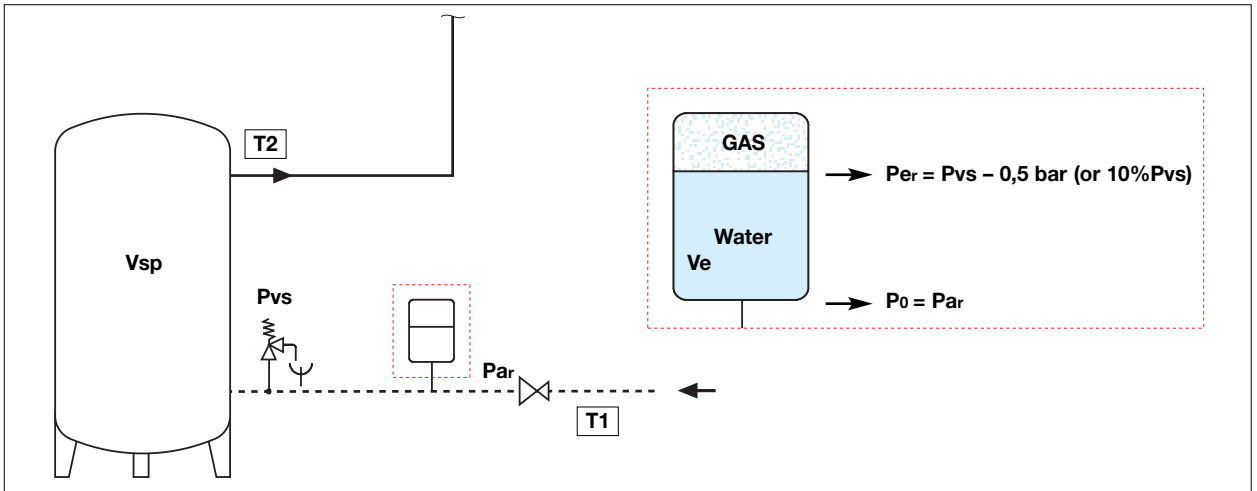 T2
GAS
Per = Pvs – 0,5 bar (or 10%Pvs)
Water
Ve
Vsp
Pvs
P0 = Par
Par
T1